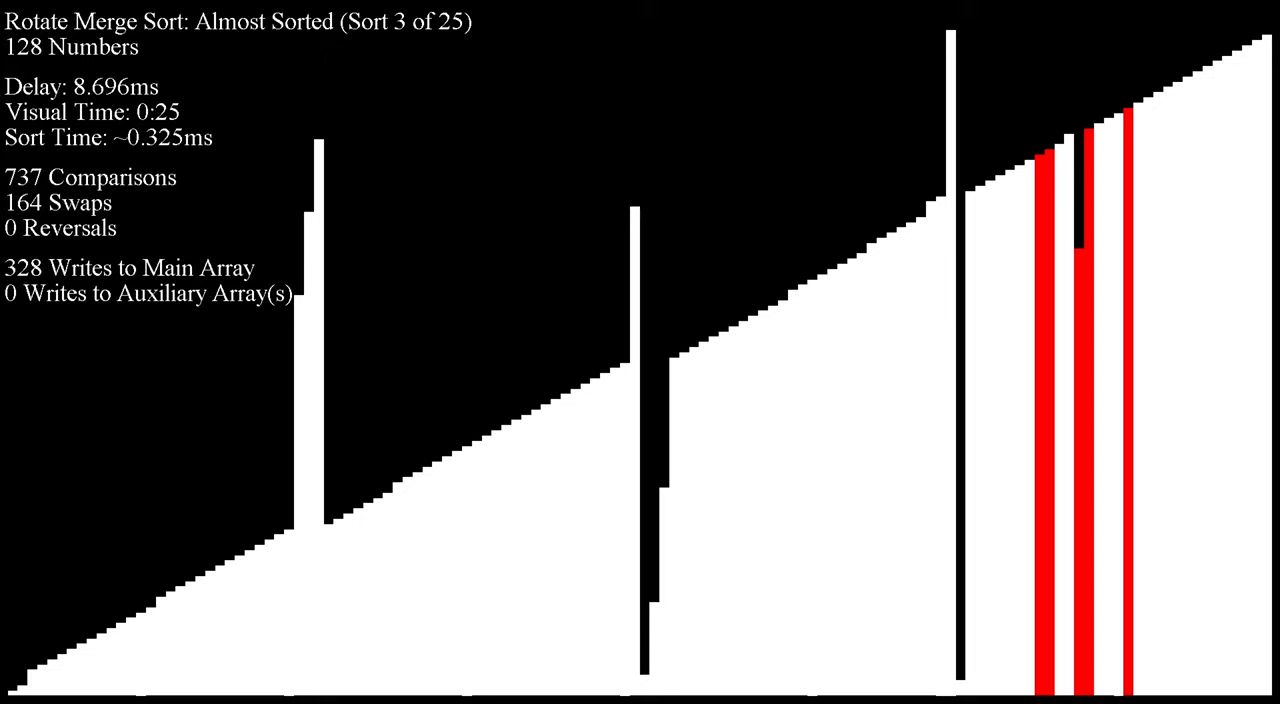 Rotate Merge Sort: Almost Sorted (Sort 3 of 25)
128 Numbers
Delay: 8.696ms
Visual Time: 0:25
Sort Time: ~0.325ms
737 Comparisons
164 Swaps
0 Reversals
328 Writes to Main Array
0 Writes to Auxiliary Array(s)